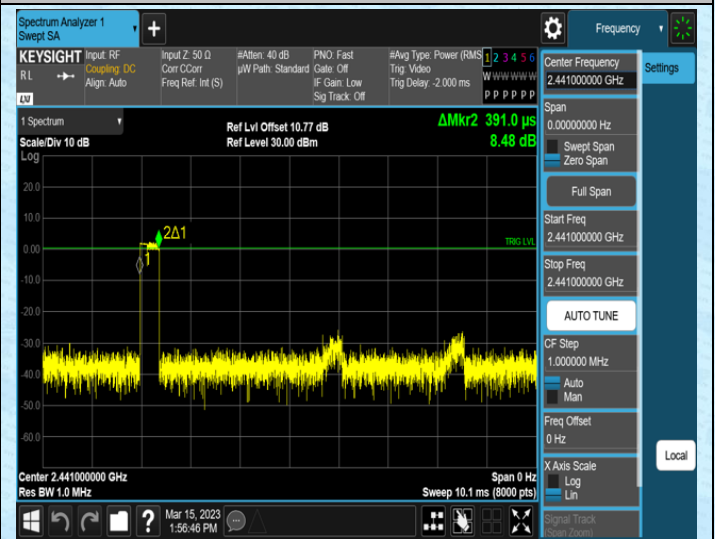 Spectrum Analyzer 1
Swept SA
Frequency
KEYSIGHT
RL
LXI
Input: RF
Coupling: DC
Align: Auto
Input Z: 50 Ω
Corr CCorr
Freq Ref: Int (S)
#Atten: 40 dB
µW Path: Standard
PNO: Fast
Gate: Off
IF Gain: Low
Sig Track: Off
#Avg Type: Power (RMS
Trig: Video
Trig Delay: -2.000 ms
1 2 3 4 5 6
W W W W W W
P P P P P P
Center Frequency
2.441000000 GHz
Settings
Span
0.00000000 Hz
Swept Span
Zero Span
Full Span
Start Freq
2.441000000 GHz
Stop Freq
2.441000000 GHz
AUTO TUNE
CF Step
1.000000 MHz
Auto
Man
Freq Offset
0 Hz
X Axis Scale
Log
Lin
Signal Track
(Span Zoom)
Local
1 Spectrum
Scale/Div 10 dB
Log
Ref Lvl Offset 10.77 dB
Ref Level 30.00 dBm
ΔMkr2 391.0 µs
8.48 dB
20.0
10.0
0.00
-10.0
-20.0
-30.0
-40.0
-50.0
-60.0
2Δ1
1
TRIG LVL
Center 2.441000000 GHz
Res BW 1.0 MHz
Span 0 Hz
Sweep 10.1 ms (8000 pts)
?
Mar 15, 2023
1:56:46 PM